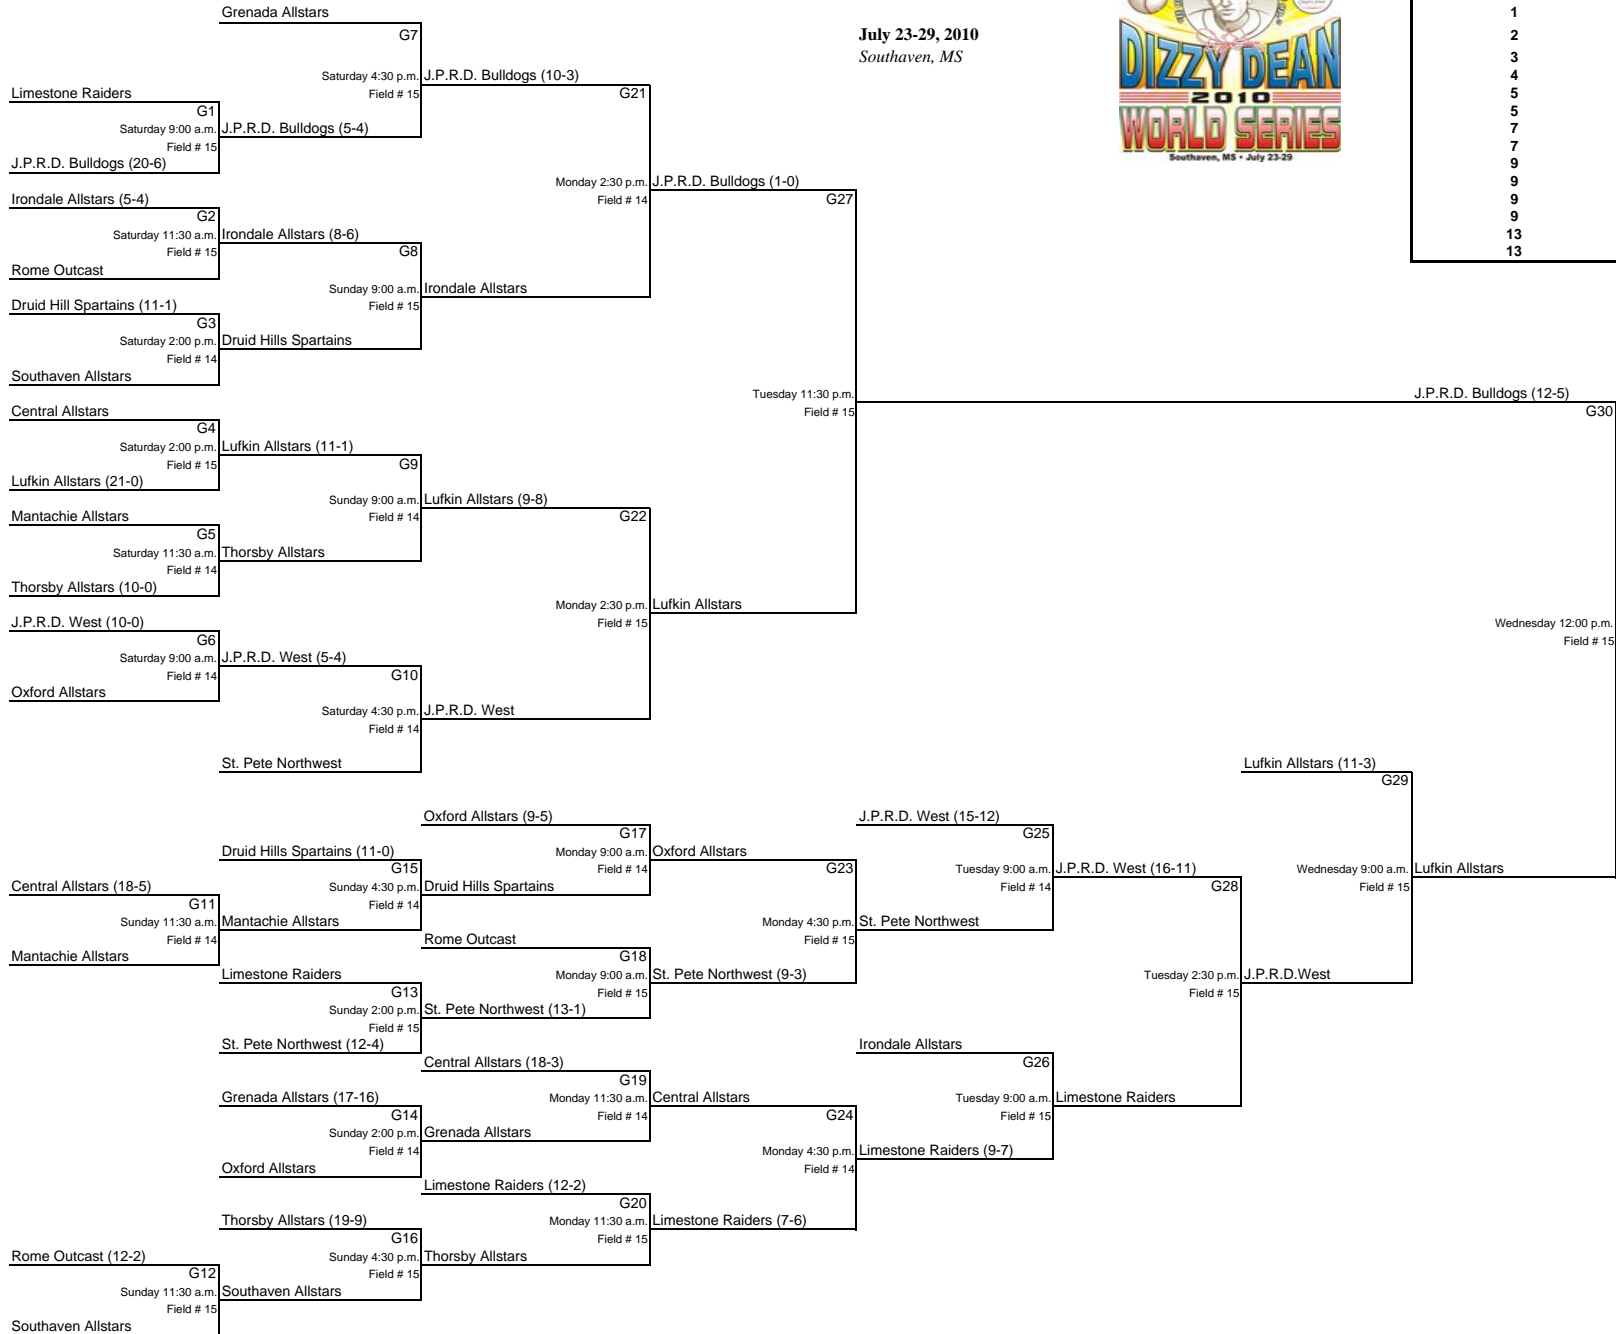 Grenada Allstars
G7
Saturday 4:30 p.m.
Field # 15
J.P.R.D. Bulldogs (10-3)
G21
Limestone Raiders
G1
Saturday 9:00 a.m.
Field # 15
J.P.R.D. Bulldogs (5-4)
J.P.R.D. Bulldogs (20-6)
Monday 2:30 p.m.
Field # 14
J.P.R.D. Bulldogs (1-0)
G27
Irondale Allstars (5-4)
G2
Saturday 11:30 a.m.
Field # 15
Irondale Allstars (8-6)
Rome Outcast
G8
Sunday 9:00 a.m.
Field # 15
Irondale Allstars
Druid Hill Spartains (11-1)
G3
Saturday 2:00 p.m.
Field # 14
Druid Hills Spartains
Southaven Allstars
July 23-29, 2010
Southaven, MS
DIZZY DEAN
2010
WORLD SERIES
Southaven, MS • July 23-29
1
2
3
4
5
5
7
7
9
9
9
9
13
13
Tuesday 11:30 p.m.
Field # 15
J.P.R.D. Bulldogs (12-5)
G30
Central Allstars
G4
Saturday 2:00 p.m.
Field # 15
Lufkin Allstars (11-1)
Lufkin Allstars (21-0)
G9
Sunday 9:00 a.m.
Field # 14
Lufkin Allstars (9-8)
G22
Mantachie Allstars
G5
Saturday 11:30 a.m.
Field # 14
Thorsby Allstars
Thorsby Allstars (10-0)
Monday 2:30 p.m.
Field # 15
Lufkin Allstars
J.P.R.D. West (10-0)
G6
Saturday 9:00 a.m.
Field # 14
J.P.R.D. West (5-4)
Oxford Allstars
G10
Saturday 4:30 p.m.
Field # 14
J.P.R.D. West
St. Pete Northwest
Wednesday 12:00 p.m.
Field # 15
Lufkin Allstars (11-3)
G29
Wednesday 9:00 a.m.
Field # 15
Lufkin Allstars
Oxford Allstars (9-5)
G17
Monday 9:00 a.m.
Field # 14
Oxford Allstars
Druid Hills Spartains (11-0)
G15
Sunday 4:30 p.m.
Field # 14
Druid Hills Spartains
Central Allstars (18-5)
G11
Sunday 11:30 a.m.
Field # 14
Mantachie Allstars
Mantachie Allstars
G23
Monday 4:30 p.m.
Field # 15
St. Pete Northwest
J.P.R.D. West (15-12)
G25
Tuesday 9:00 a.m.
Field # 14
J.P.R.D. West (16-11)
G28
Rome Outcast
G18
Monday 9:00 a.m.
Field # 15
St. Pete Northwest (9-3)
Limestone Raiders
G13
Sunday 2:00 p.m.
Field # 15
St. Pete Northwest (13-1)
St. Pete Northwest (12-4)
Tuesday 2:30 p.m.
Field # 15
J.P.R.D.West
Central Allstars (18-3)
G19
Monday 11:30 a.m.
Field # 14
Central Allstars
Grenada Allstars (17-16)
G14
Sunday 2:00 p.m.
Field # 14
Grenada Allstars
Oxford Allstars
G24
Monday 4:30 p.m.
Field # 14
Limestone Raiders (9-7)
Irondale Allstars
G26
Tuesday 9:00 a.m.
Field # 15
Limestone Raiders
Limestone Raiders (12-2)
G20
Monday 11:30 a.m.
Field # 15
Limestone Raiders (7-6)
Thorsby Allstars (19-9)
G16
Sunday 4:30 p.m.
Field # 15
Thorsby Allstars
Rome Outcast (12-2)
G12
Sunday 11:30 a.m.
Field # 15
Southaven Allstars
Southaven Allstars